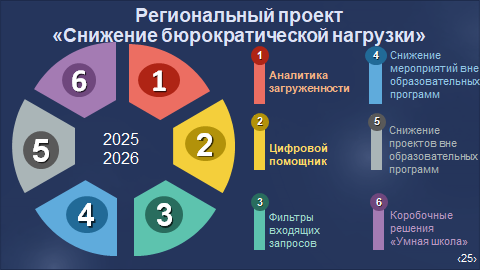 Региональный проект
«Снижение бюрократической нагрузки»
1
2
3
4
5
6
2025
2026
1
Аналитика
загруженности
2
Цифровой
помощник
3
Фильтры
входящих
запросов
4
Снижение
мероприятий вне
образовательных
программ
5
Снижение
проектов вне
образовательных
программ
6
Коробочные
решения
«Умная школа»
‹25›